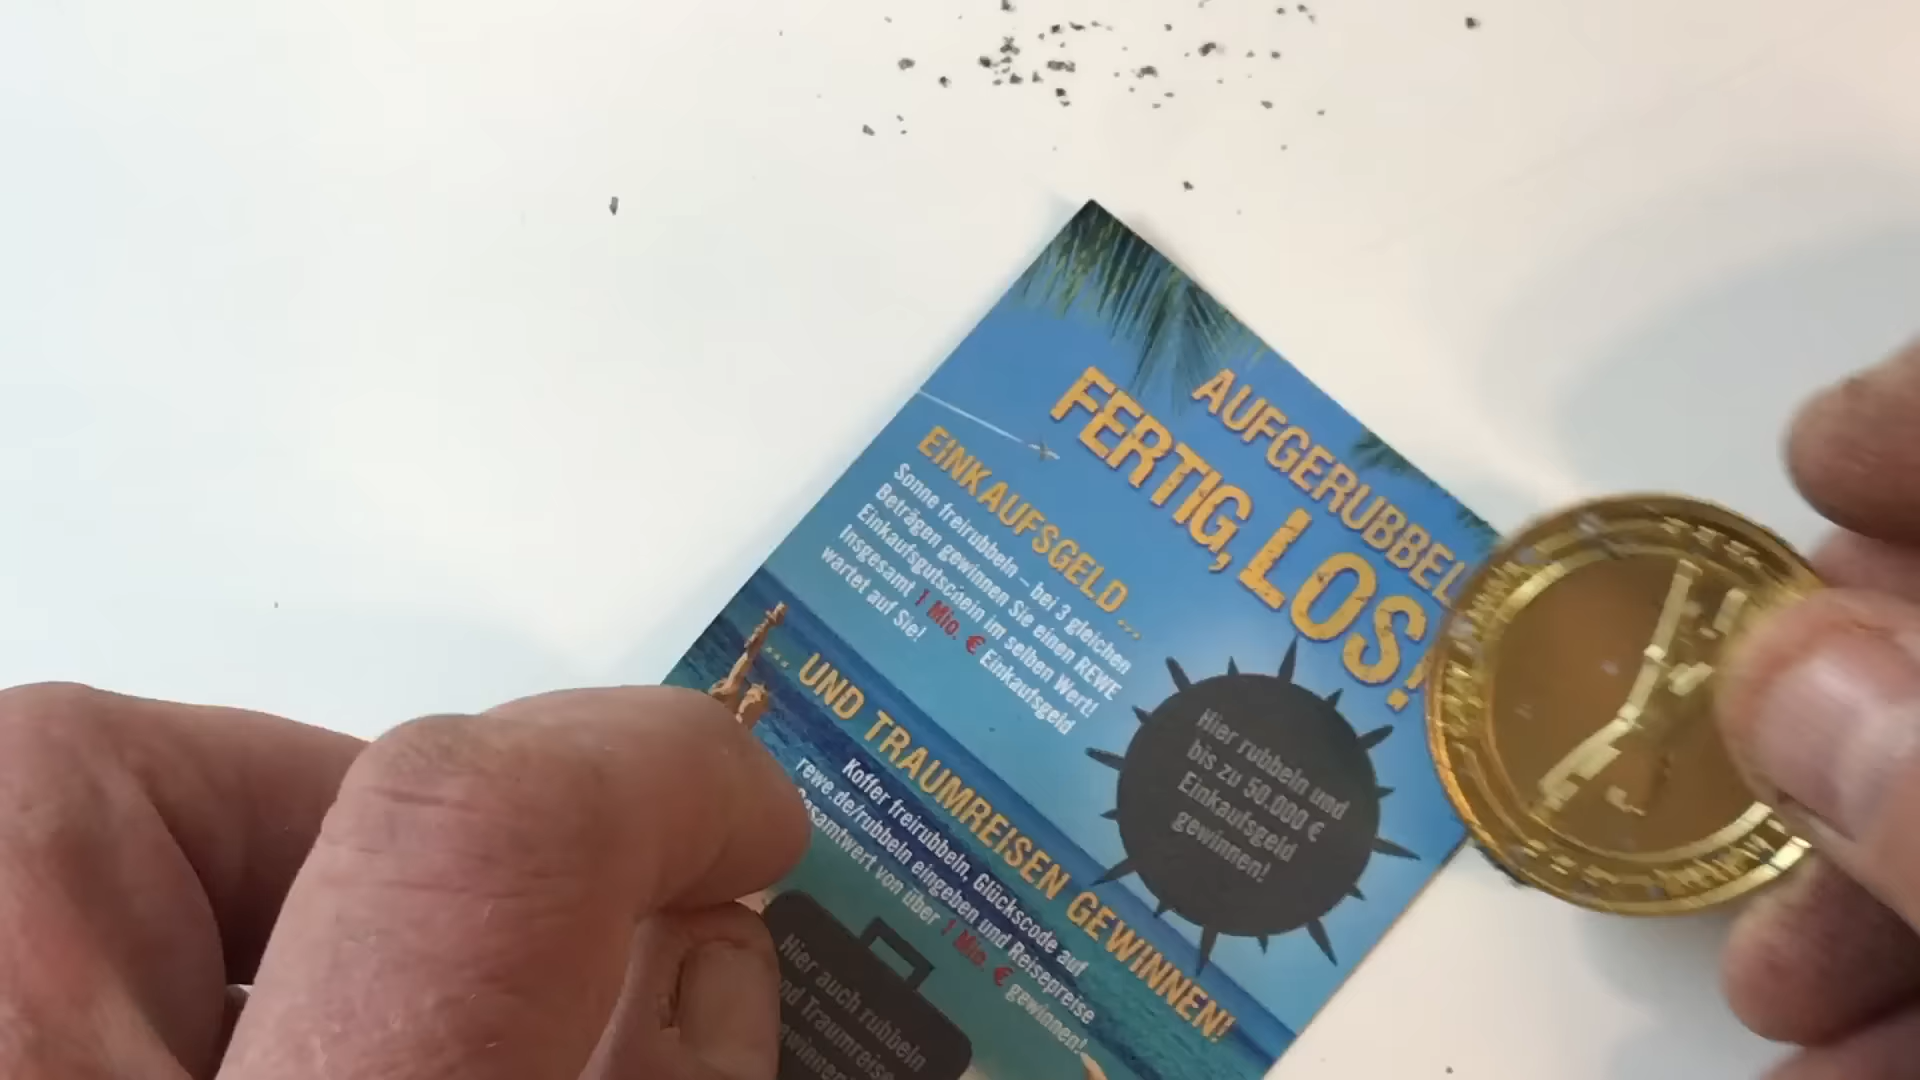 AUFGERUBBEL
FERTIG, LOS!
EINKAUFSGELD ...
Sonne freirubbeln – bei 3 gleichen
Beträgen gewinnen Sie einen REWE
Einkaufsgutschein im selben Wert!
Insgesamt 1 Mio. € Einkaufsgeld
wartet auf Sie!
Hier rubbeln und
bis zu 50.000 €
Einkaufsgeld
gewinnen!
... UND TRAUMREISEN GEWINNEN!
Koffer freirubbeln, Glückscode auf
rewe.de/rubbeln eingeben und Reisepreise
Gesamtwert von über 1 Mio. € gewinnen!
Hier auch rubbeln
und Traumreise